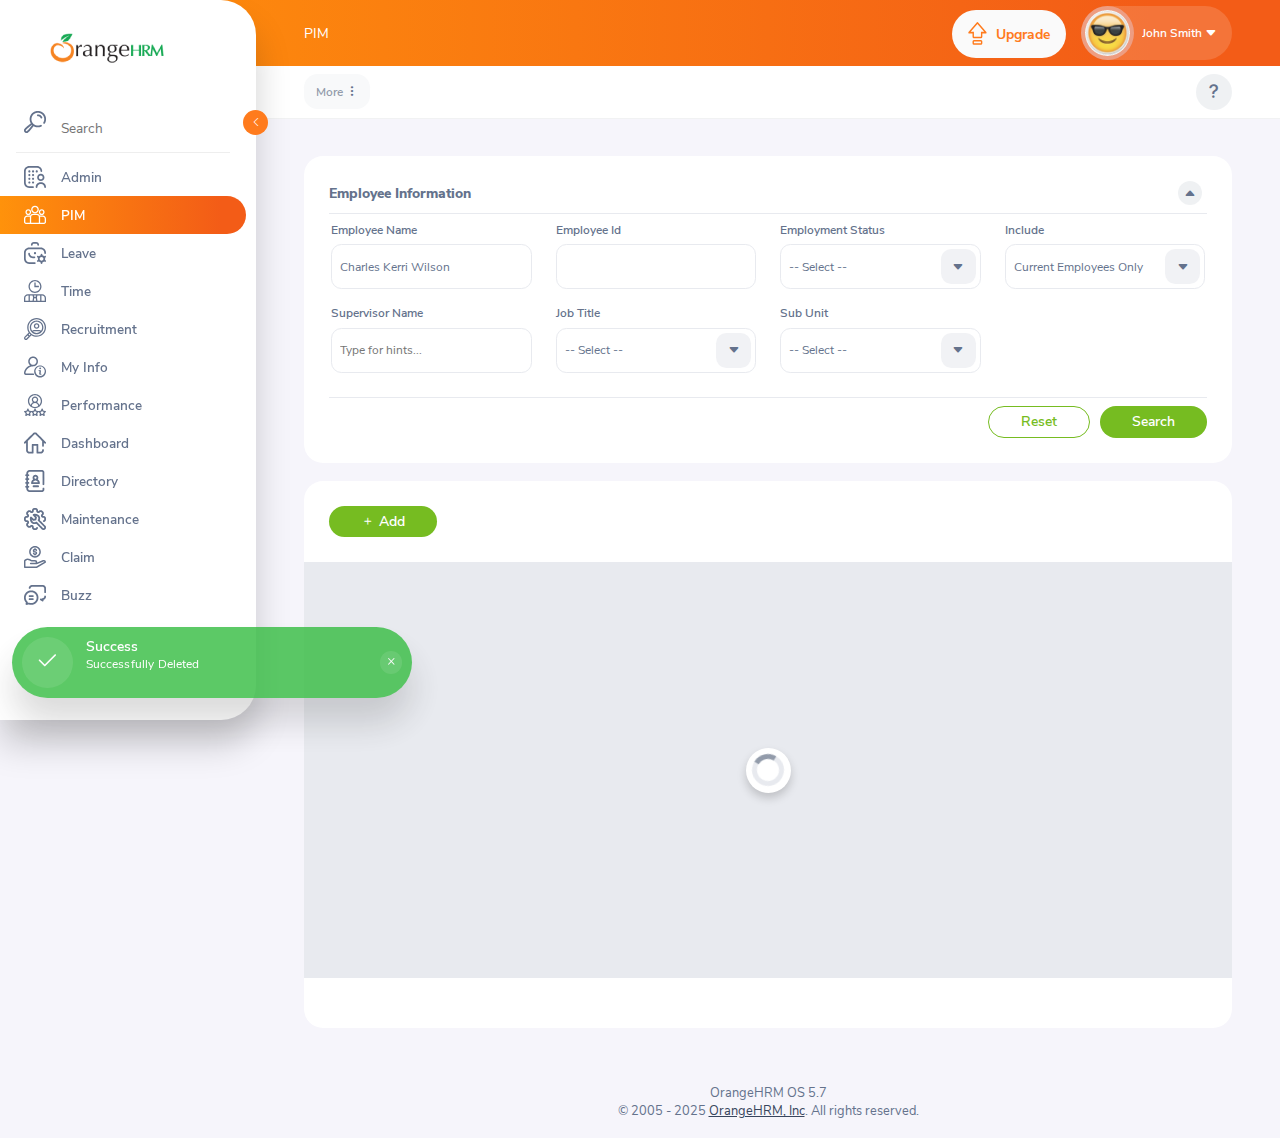 OrangeHRM
PIM
Upgrade
John Smith
Search
More
?
Admin
PIM
Leave
Time
Recruitment
My Info
Performance
Dashboard
Directory
Maintenance
Claim
Buzz
Employee Information
Employee Name
Employee Id
Employment Status
Include
Charles Kerri Wilson
-- Select --
Current Employees Only
Supervisor Name
Job Title
Sub Unit
Type for hints...
-- Select --
-- Select --
Reset
Search
+ Add
Success
Successfully Deleted
×
OrangeHRM OS 5.7
© 2005 - 2025 OrangeHRM, Inc. All rights reserved.